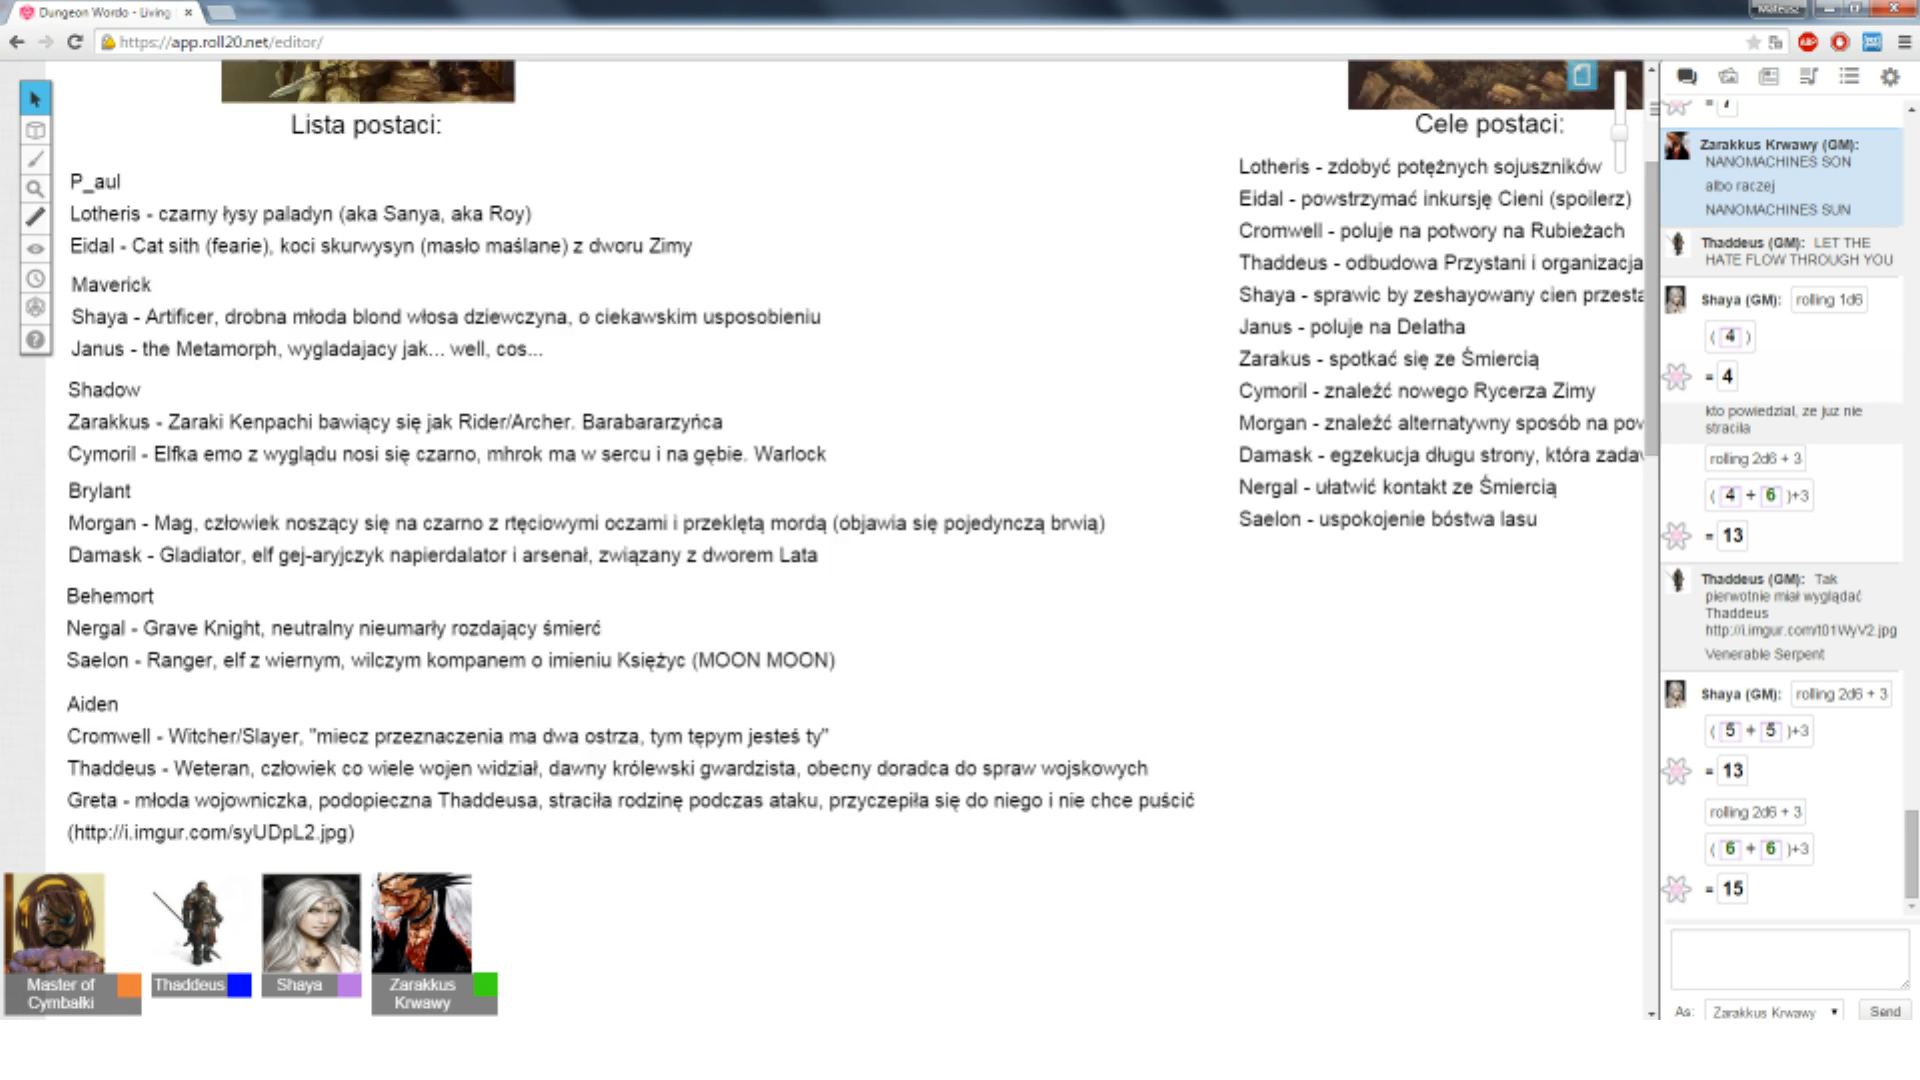 Dungeon Wordo - Living
Mateusz
https://app.roll20.net/editor/
Lista postaci:
P_aul
Lotheris - czarny łysy paladyn (aka Sanya, aka Roy)
Eidal - Cat sith (fearie), koci skurwysyn (masło maślane) z dworu Zimy
Maverick
Shaya - Artificer, drobna młoda blond włosa dziewczyna, o ciekawskim usposobieniu
Janus - the Metamorph, wygladajacy jak... well, cos...
Shadow
Zarakkus - Zaraki Kenpachi bawiący się jak Rider/Archer. Barabararzyńca
Cymoril - Elfka emo z wyglądu nosi się czarno, mhrok ma w sercu i na gębie. Warlock
Brylant
Morgan - Mag, człowiek noszący się na czarno z rtęciowymi oczami i przeklętą mordą (objawia się pojedynczą brwią)
Damask - Gladiator, elf gej-aryjczyk napierdalator i arsenał, związany z dworem Lata
Behemort
Nergal - Grave Knight, neutralny nieumarły rozdający śmierć
Saelon - Ranger, elf z wiernym, wilczym kompanem o imieniu Księżyc (MOON MOON)
Aiden
Cromwell - Witcher/Slayer, "miecz przeznaczenia ma dwa ostrza, tym tępym jesteś ty"
Thaddeus - Weteran, człowiek co wiele wojen widział, dawny królewski gwardzista, obecny doradca do spraw wojskowych
Greta - młoda wojowniczka, podopieczna Thaddeusa, straciła rodzinę podczas ataku, przyczepiła się do niego i nie chce puścić
(http://i.imgur.com/syUDpL2.jpg)
Cele postaci:
Lotheris - zdobyć potężnych sojuszników
Eidal - powstrzymać inkursję Cieni (spoilerz)
Cromwell - poluje na potwory na Rubieżach
Thaddeus - odbudowa Przystani i organizacja
Shaya - sprawic by zeshayowany cien przesta
Janus - poluje na Delatha
Zarakus - spotkać się ze Śmiercią
Cymoril - znaleźć nowego Rycerza Zimy
Morgan - znaleźć alternatywny sposób na pow
Damask - egzekucja długu strony, która zadaw
Nergal - ułatwić kontakt ze Śmiercią
Saelon - uspokojenie bóstwa lasu
Master of
Cymbałki
Thaddeus
Shaya
Zarakkus
Krwawy
Zarakkus Krwawy (GM):
NANOMACHINES SON
albo raczej
NANOMACHINES SUN
Thaddeus (GM): LET THE
HATE FLOW THROUGH YOU
Shaya (GM): rolling 1d6
( 4 )
= 4
kto powiedzial, ze juz nie
stracila
rolling 2d6 + 3
( 4 + 6 )+3
= 13
Thaddeus (GM): Tak
pierwotnie miał wyglądać
Thaddeus
http://i.imgur.com/t01WyV2.jpg
Venerable Serpent
Shaya (GM): rolling 2d6 + 3
( 5 + 5 )+3
= 13
rolling 2d6 + 3
( 6 + 6 )+3
= 15
As: Zarakkus Krwawy
Send